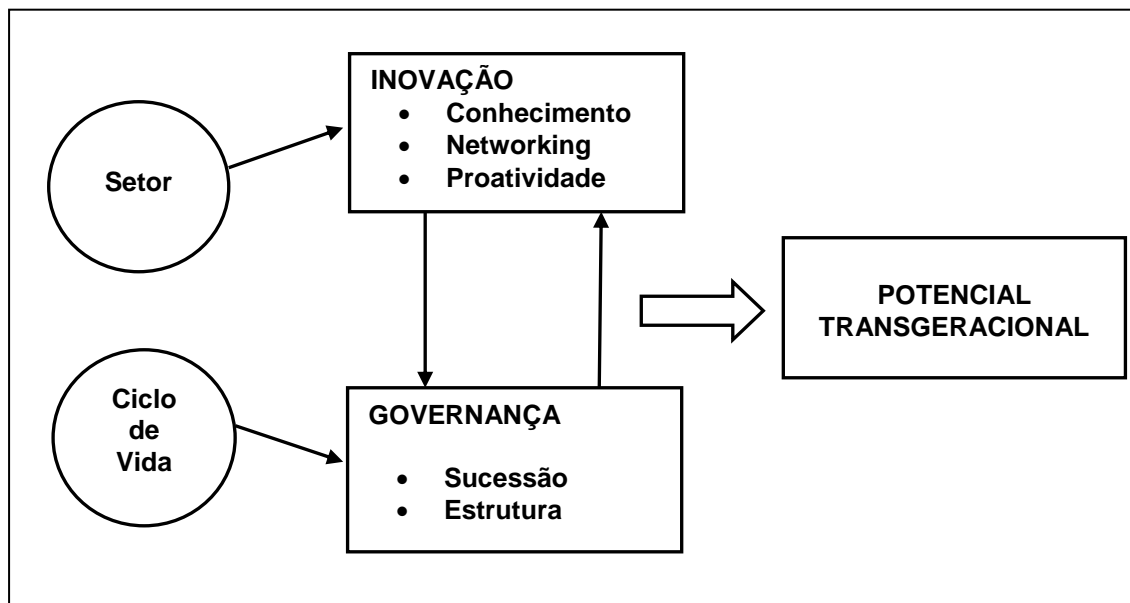 INOVAÇÃO
• Conhecimento
• Networking
• Proatividade
Setor
POTENCIAL
TRANSGERACIONAL
Ciclo
de
Vida
GOVERNANÇA
• Sucessão
• Estrutura